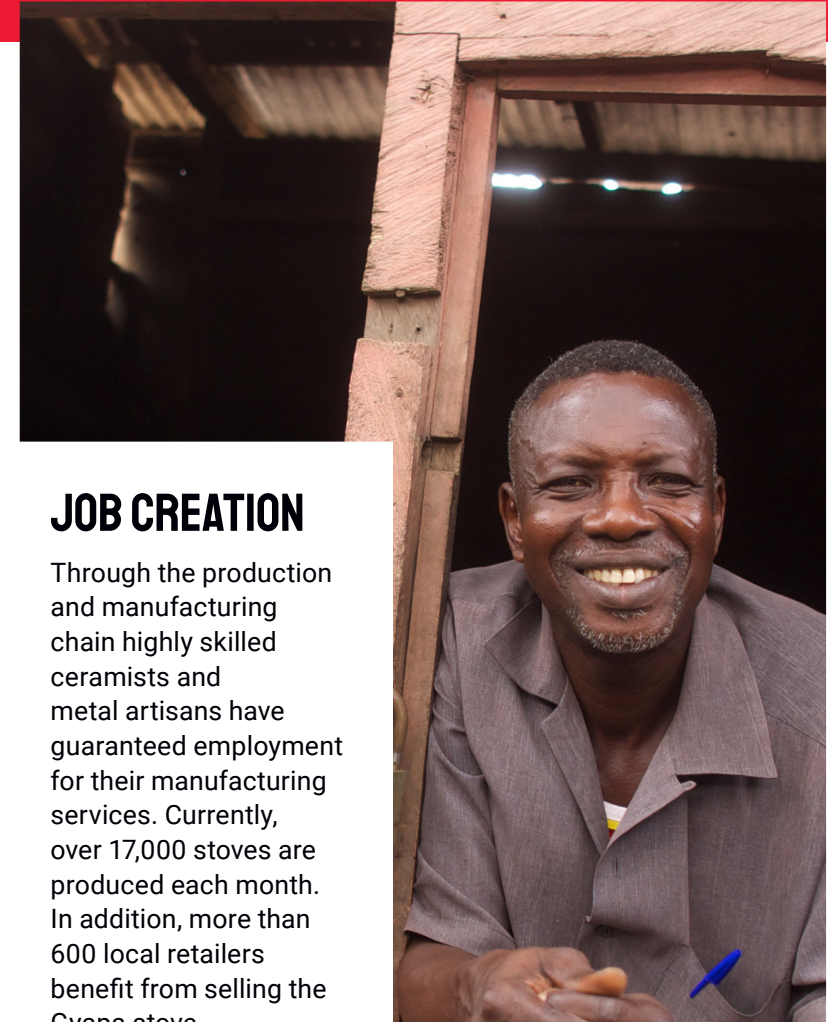 JOB CREATION
Through the production
and manufacturing
chain highly skilled
ceramists and
metal artisans have
guaranteed employment
for their manufacturing
services. Currently,
over 17,000 stoves are
produced each month.
In addition, more than
600 local retailers
benefit from selling the
Gyapa stove.